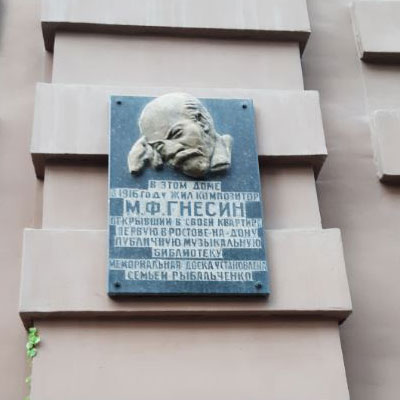 В ЭТОМ ДОМЕ
В 1916 ГОДУ ЖИЛ КОМПОЗИТОР
М.Ф. ГНЕСИН
ОТКРЫВШИЙ В СВОЕЙ КВАРТИРЕ
ПЕРВУЮ В РОСТОВЕ-НА-ДОНУ
ПУБЛИЧНУЮ МУЗЫКАЛЬНУЮ
БИБЛИОТЕКУ
МЕМОРИАЛЬНАЯ ДОСКА УСТАНОВЛЕНА
СЕМЬЕЙ РЫБАЛЬЧЕНКО